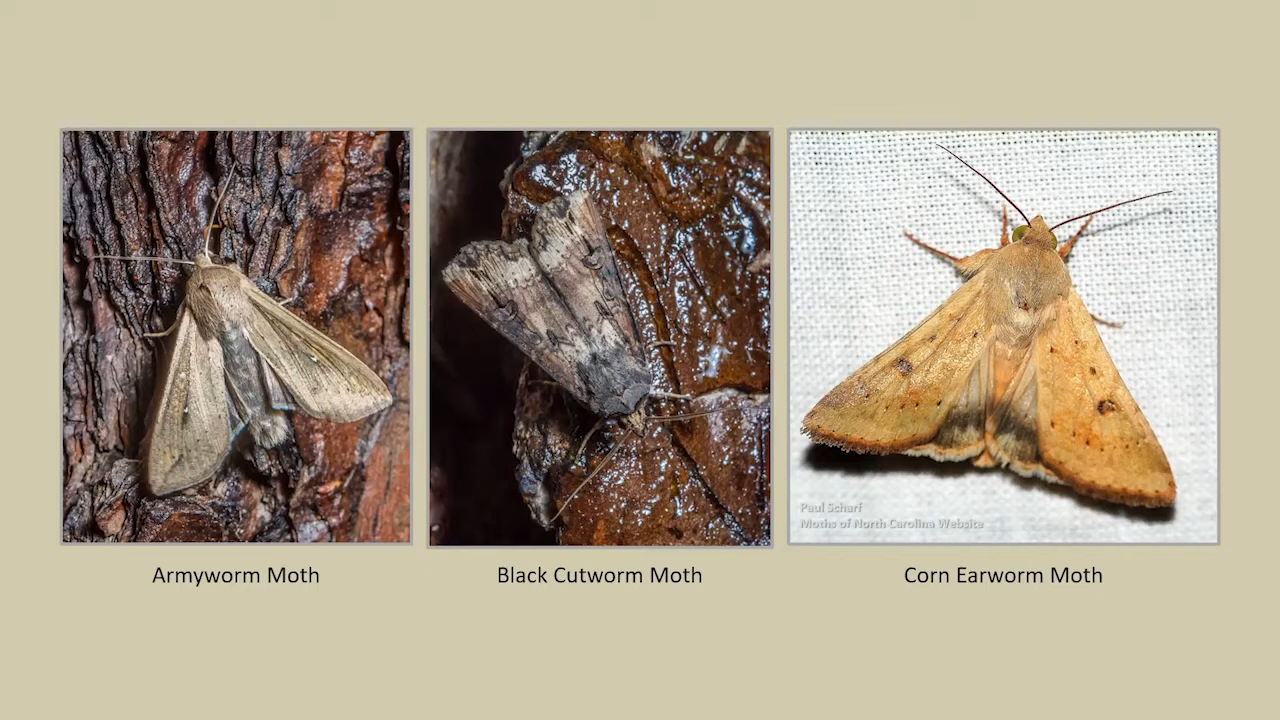 Paul Scharf
Moths of North Carolina Website
Armyworm Moth
Black Cutworm Moth
Corn Earworm Moth